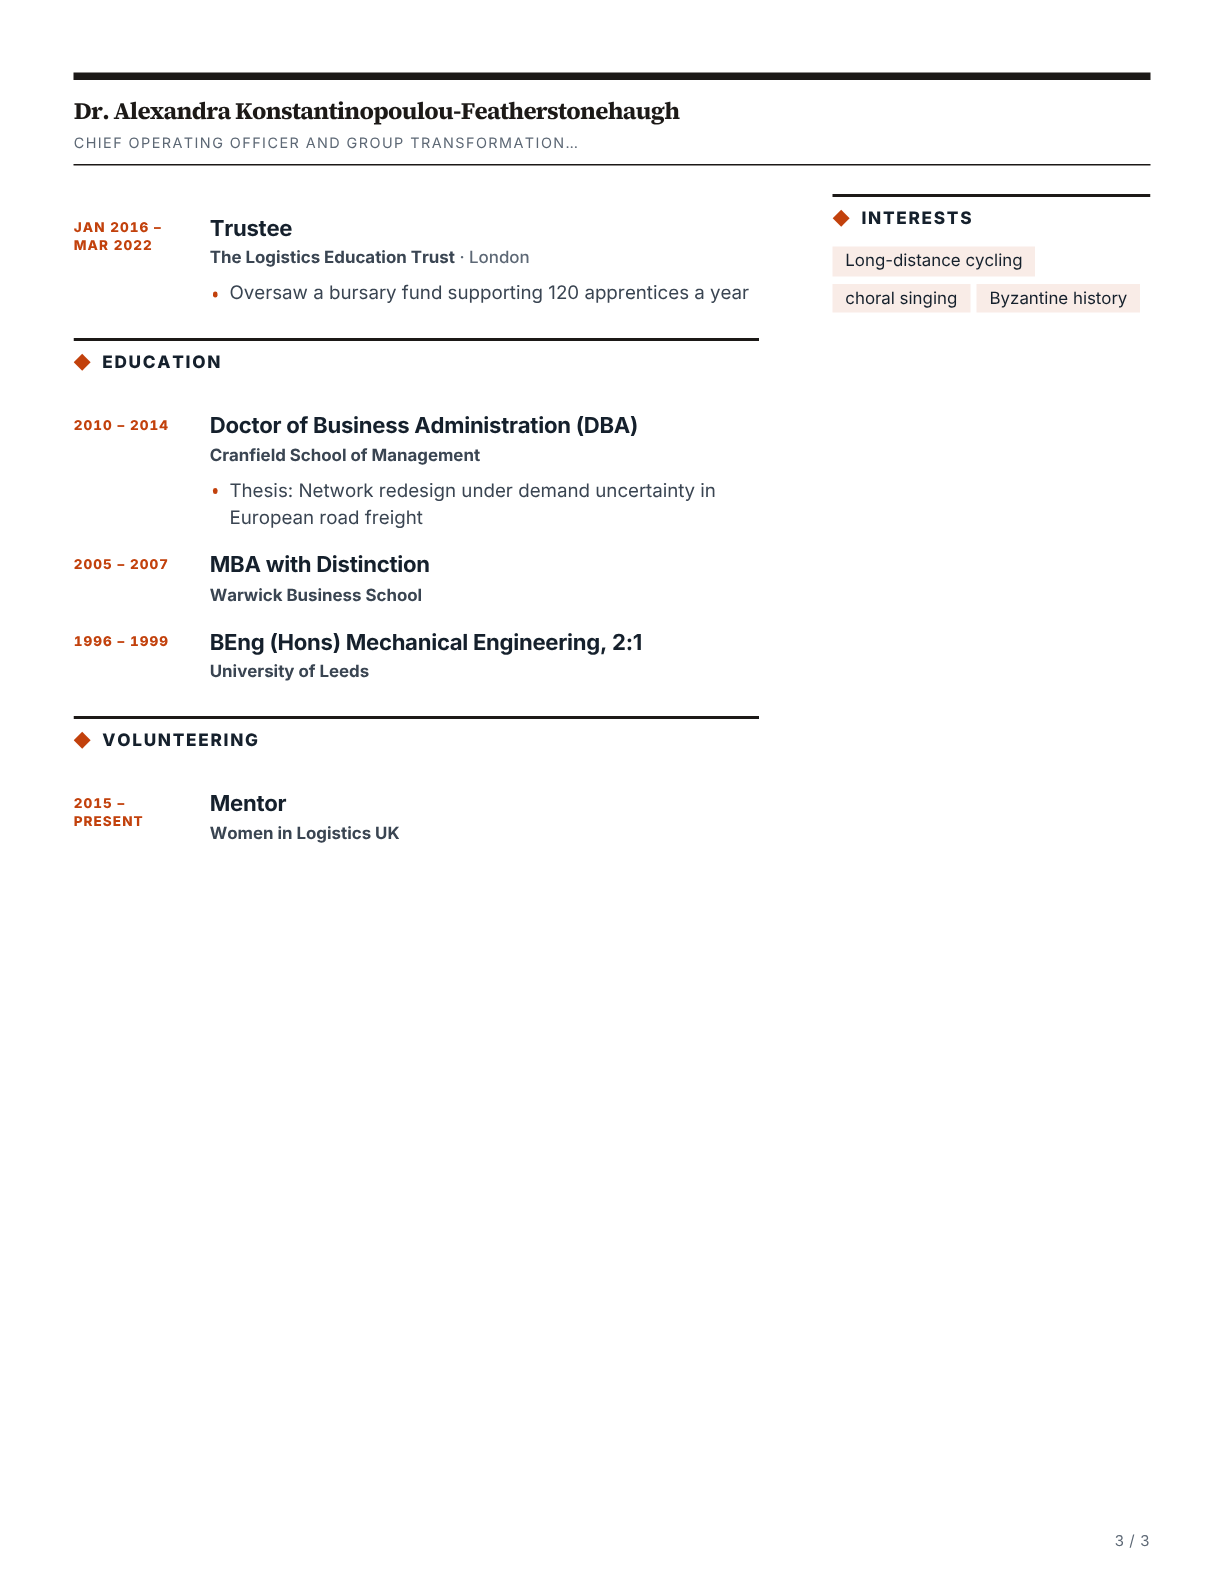 Dr. Alexandra Konstantinopoulou-Featherstonehaugh
CHIEF OPERATING OFFICER AND GROUP TRANSFORMATION…
JAN 2016 –
MAR 2022
Trustee
The Logistics Education Trust · London
• Oversaw a bursary fund supporting 120 apprentices a year
EDUCATION
2010 – 2014
Doctor of Business Administration (DBA)
Cranfield School of Management
• Thesis: Network redesign under demand uncertainty in
European road freight
2005 – 2007
MBA with Distinction
Warwick Business School
1996 – 1999
BEng (Hons) Mechanical Engineering, 2:1
University of Leeds
VOLUNTEERING
2015 –
PRESENT
Mentor
Women in Logistics UK
INTERESTS
Long-distance cycling
choral singing Byzantine history
3 / 3